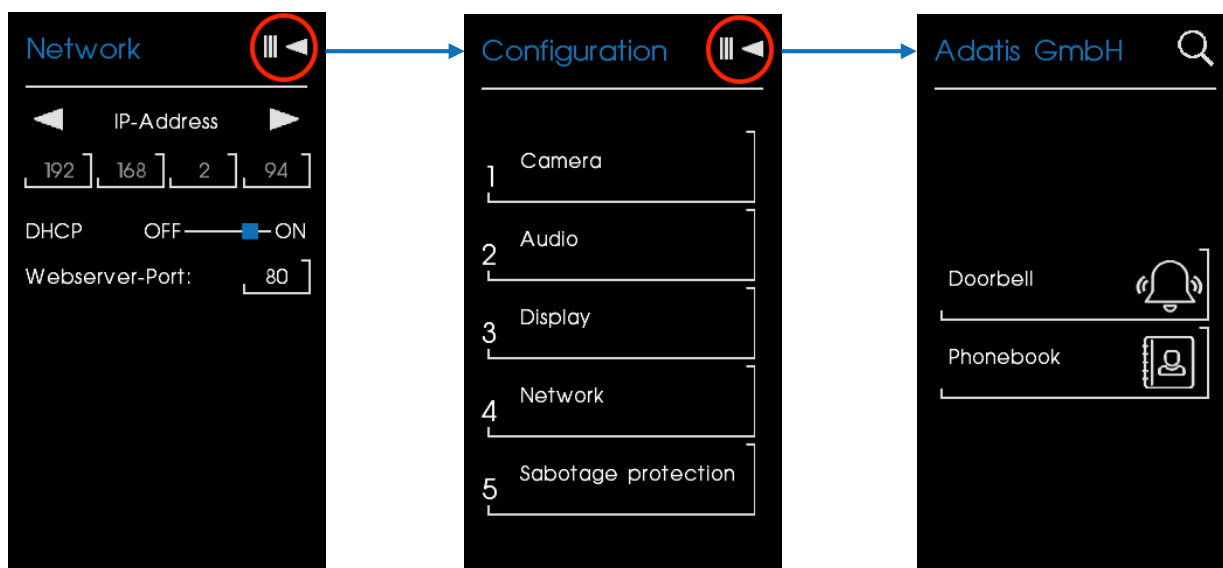 Network
IP-Address
192 168 2 94
DHCP OFF ON
Webserver-Port: 80
Configuration
1 Camera
2 Audio
3 Display
4 Network
5 Sabotage protection
Adatis GmbH
Doorbell
Phonebook